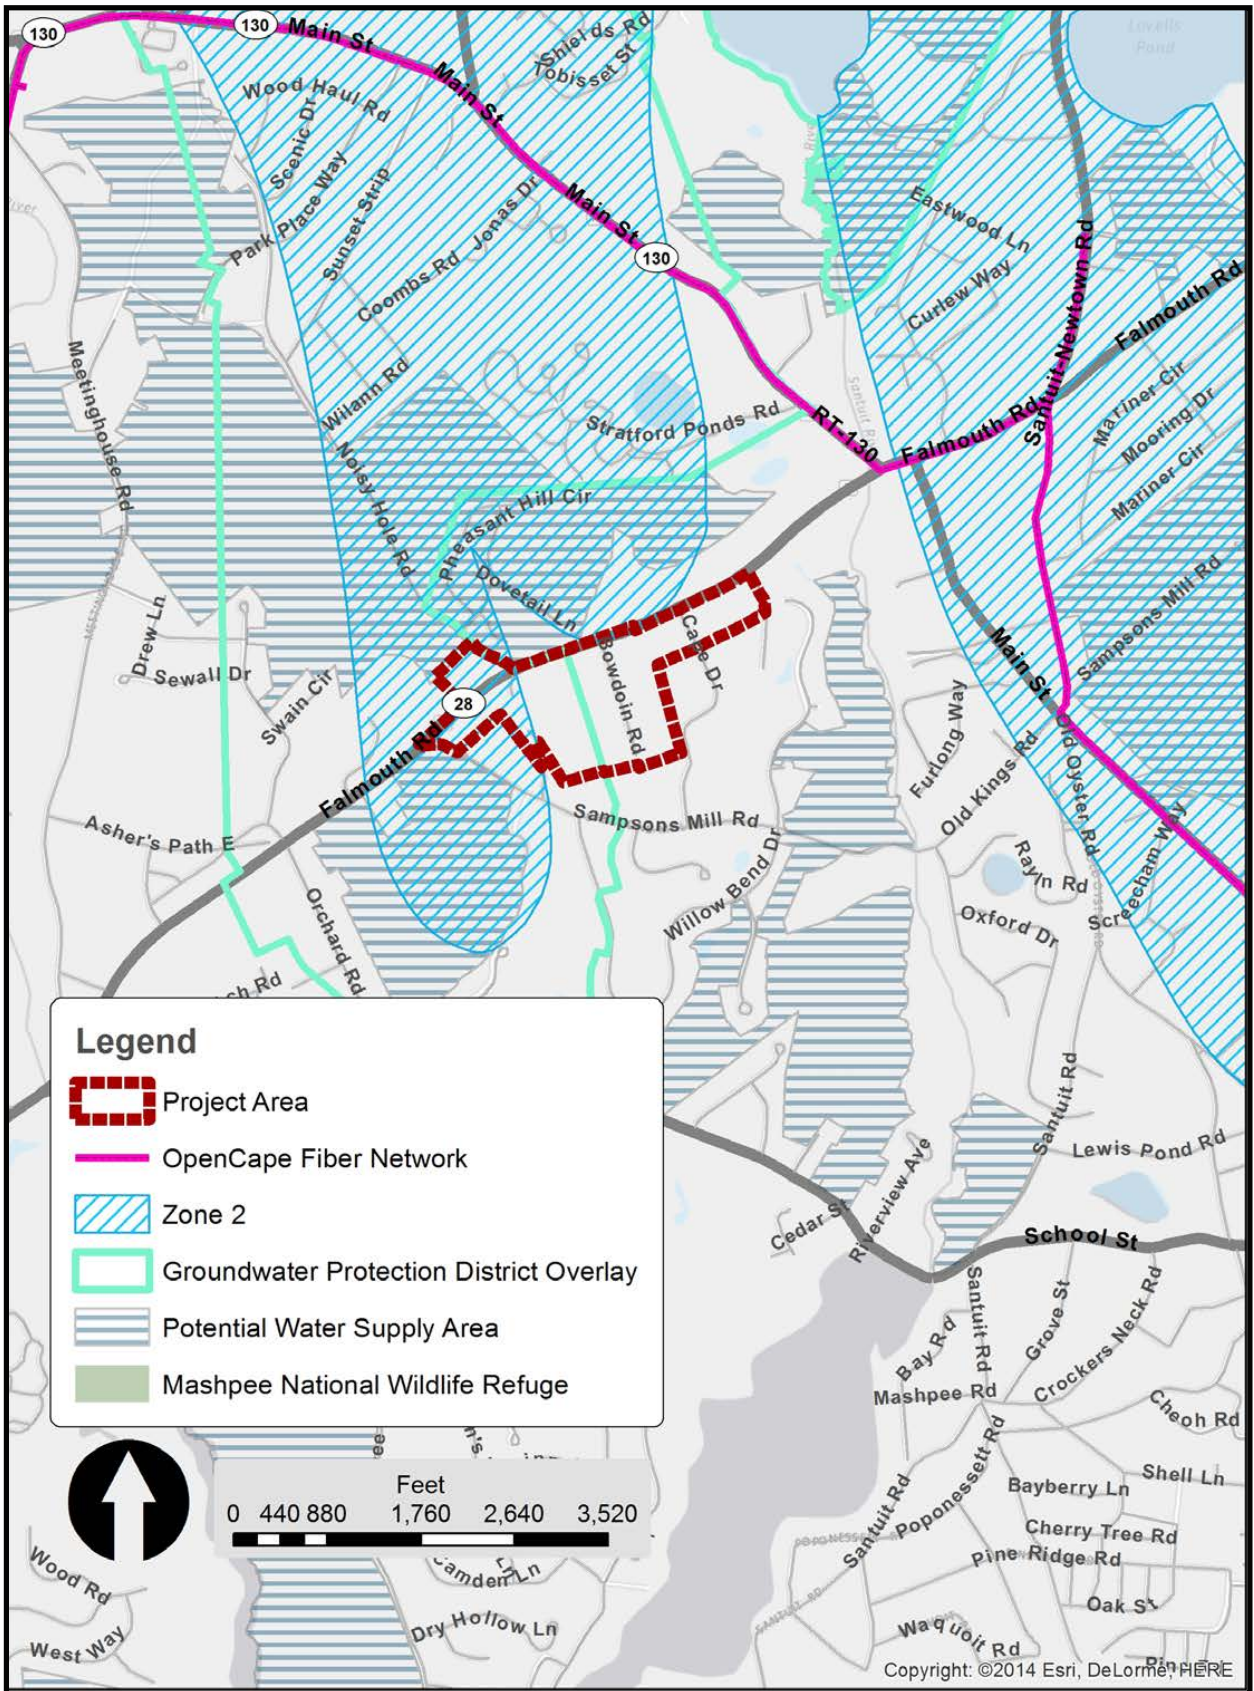 130
130
Main St
Shields Rd
Tobisset St
Lovells
Pond
Main St
Wood Haul Rd
Scenic Dr
River
Park Place Way
Sunset Strip
Jonas Dr
Main St
Eastwood Ln
Coombs Rd
130
Curlew Way
Santuit-Newtown Rd
Falmouth Rd
Meetinghouse Rd
Wilann Rd
Stratford Ponds Rd
RT-130
Falmouth Rd
Mariner Cir
Mooring Dr
Mariner Cir
Noisy Hole Rd
Pheasant Hill Cir
Dovetail Ln
Sampsons Mill Rd
Drew Ln
Sewall Dr
Swain Cir
28
Bowdoin Rd
Cape Dr
Main St
Falmouth Rd
Furlong Way
Old Kings Rd
Old Oyster Rd
Asher's Path E
Sampsons Mill Rd
Willow Bend Dr
Orchard Rd
Oxford Dr
Screecham Way
Legend
Project Area
OpenCape Fiber Network
Zone 2
Groundwater Protection District Overlay
Potential Water Supply Area
Mashpee National Wildlife Refuge
Santuit Rd
Lewis Pond Rd
Riverview Ave
Cedar St
School St
Santuit Rd
Grove St
Crockers Neck Rd
Bay Rd
Mashpee Rd
Cheoh Rd
Feet
0 440 880 1,760 2,640 3,520
Santuit Rd
Poponessett Rd
Bayberry Ln
Shell Ln
Cherry Tree Rd
Pine Ridge Rd
Oak St
Wood Rd
West Way
Camden Ln
Dry Hollow Ln
Waquoit Rd
Copyright: ©2014 Esri, DeLorme, HERE